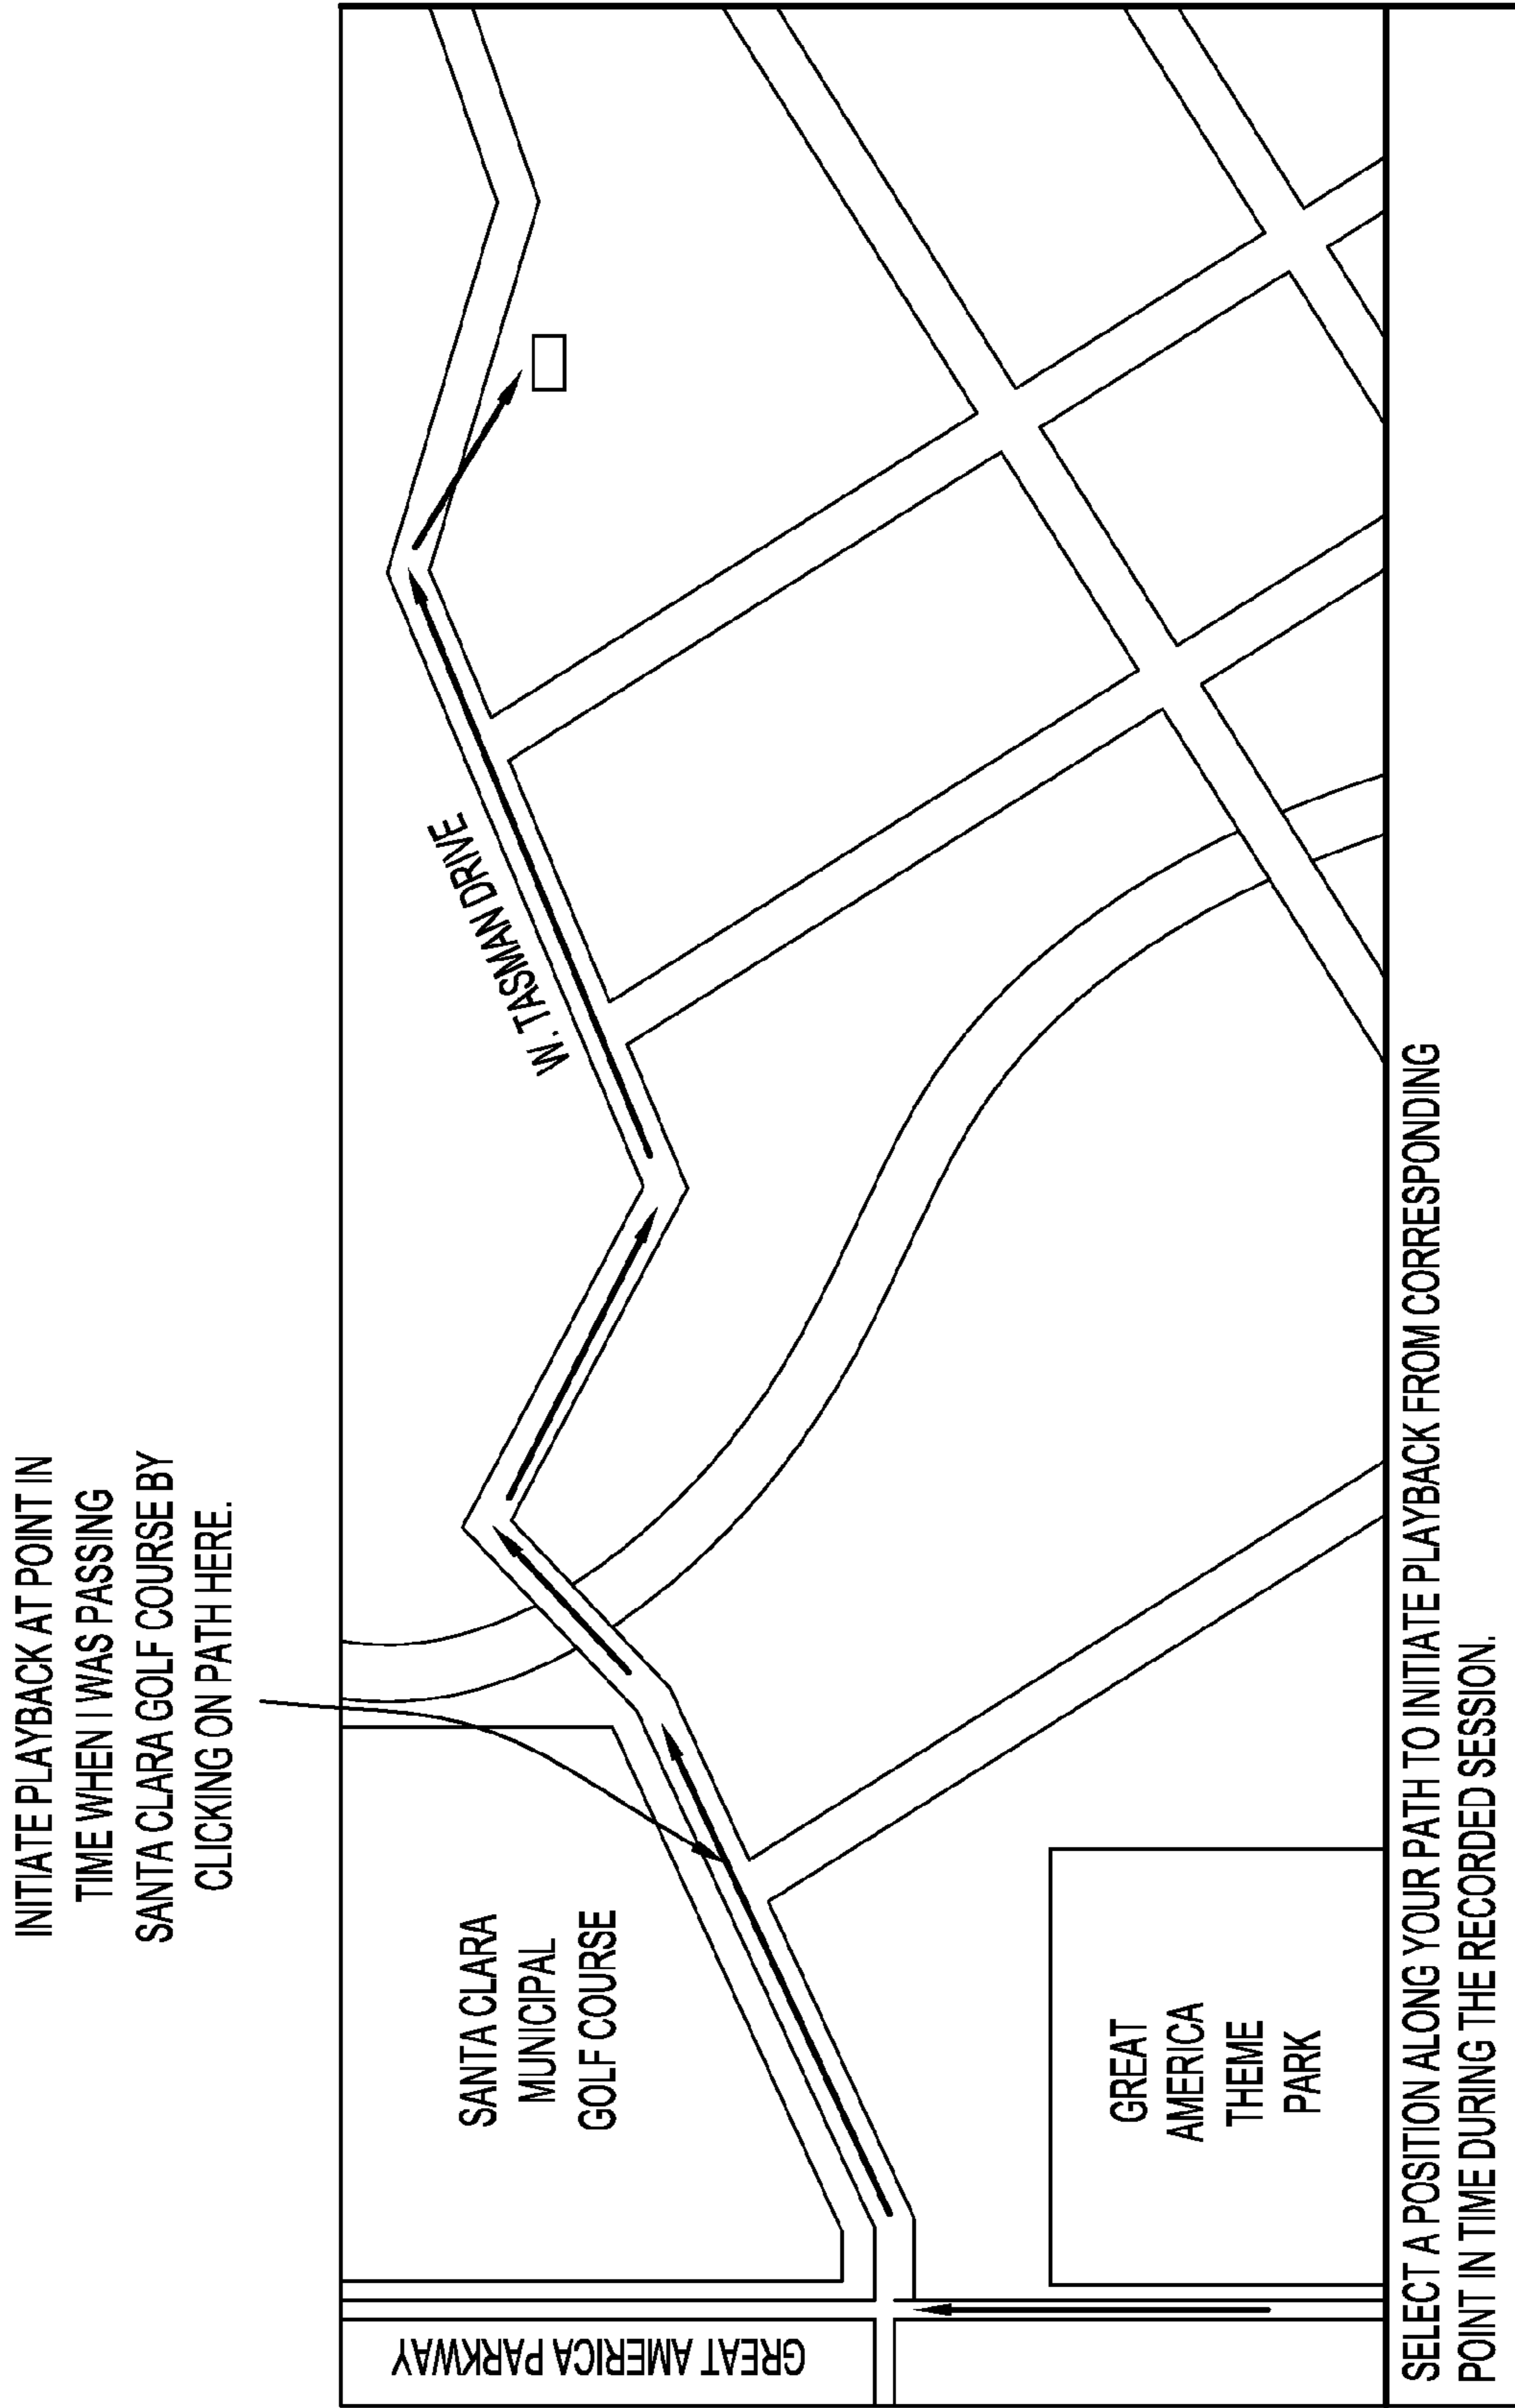 INITIATE PLAYBACK AT POINT IN
TIME WHEN I WAS PASSING
SANTA CLARA GOLF COURSE BY
CLICKING ON PATH HERE.
GREAT AMERICA PARKWAY
SANTA CLARA
MUNICIPAL
GOLF COURSE
W. TASMAN DRIVE
GREAT
AMERICA
THEME
PARK
SELECT A POSITION ALONG YOUR PATH TO INITIATE PLAYBACK FROM CORRESPONDING
POINT IN TIME DURING THE RECORDED SESSION.